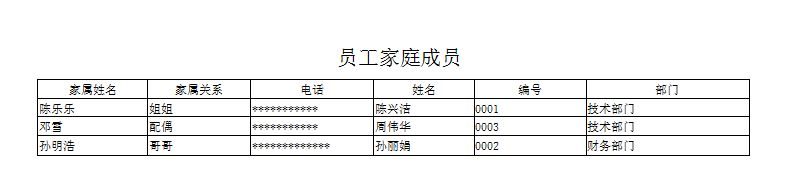 员工家庭成员
家属姓名 家属关系 电话 姓名 编号 部门
陈乐乐 姐姐 *********** 陈兴洁 0001 技术部门
邓雪 配偶 *********** 周伟华 0003 技术部门
孙明浩 哥哥 ************* 孙丽娟 0002 财务部门